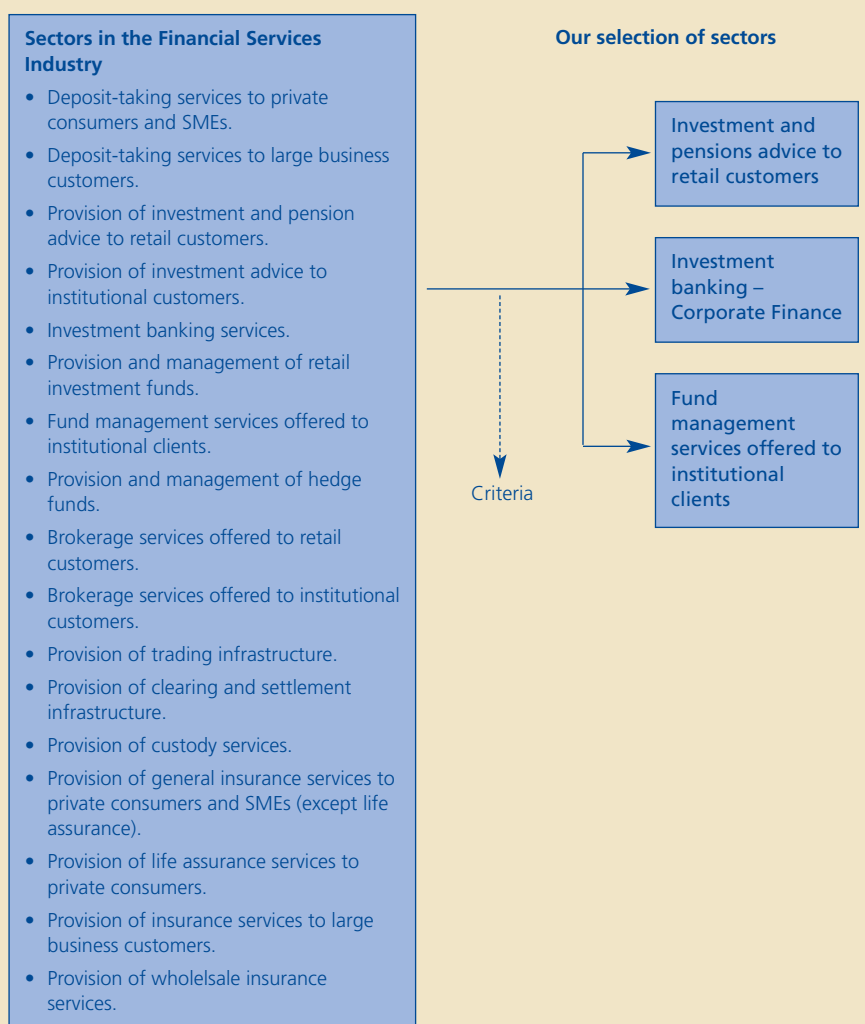 Sectors in the Financial Services
Industry
• Deposit-taking services to private
consumers and SMEs.
• Deposit-taking services to large business
customers.
• Provision of investment and pension
advice to retail customers.
• Provision of investment advice to
institutional customers.
• Investment banking services.
• Provision and management of retail
investment funds.
• Fund management services offered to
institutional clients.
• Provision and management of hedge
funds.
• Brokerage services offered to retail
customers.
• Brokerage services offered to institutional
customers.
• Provision of trading infrastructure.
• Provision of clearing and settlement
infrastructure.
• Provision of custody services.
• Provision of general insurance services to
private consumers and SMEs (except life
assurance).
• Provision of life assurance services to
private consumers.
• Provision of insurance services to large
business customers.
• Provision of wholelsale insurance
services.
Criteria
Our selection of sectors
Investment and
pensions advice to
retail customers
Investment
banking –
Corporate Finance
Fund
management
services offered to
institutional
clients